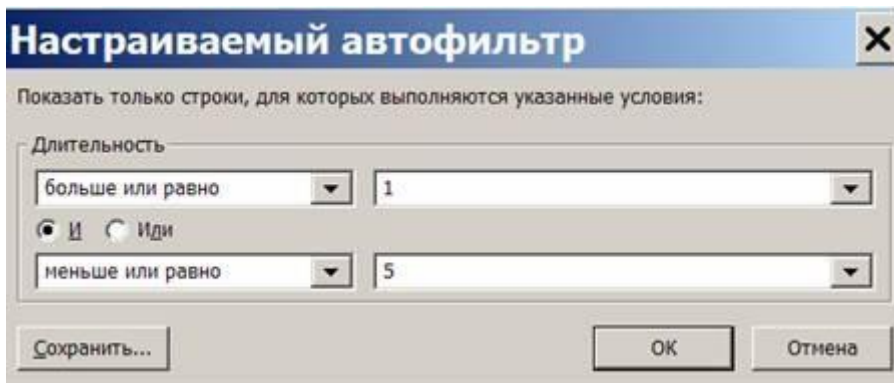 Настраиваемый автофильтр
Показать только строки, для которых выполняются указанные условия:
Длительность
больше или равно 1
И Или
меньше или равно 5
Сохранить... ОК Отмена